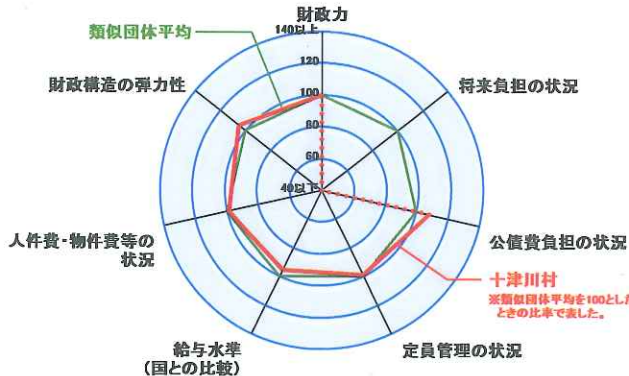 財政力
140以上
類似団体平均
120
財政構造の弾力性
将来負担の状況
100
80
60
40以上
人件費・物件費等の
状況
公債費負担の状況
十津川村
※類似団体平均を100とした
ときの比率で表した。
給与水準
(国との比較)
定員管理の状況